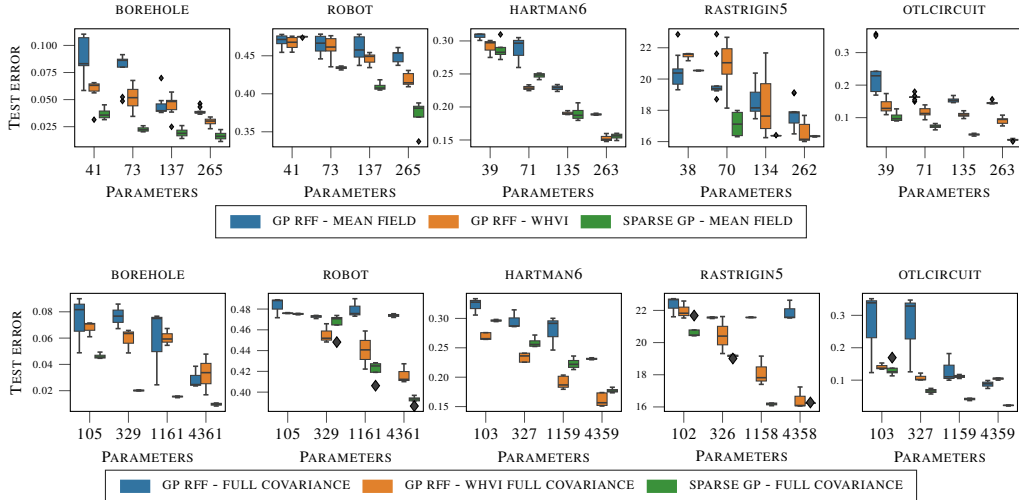 BOREHOLE ROBOT HARTMAN6 RASTRIGIN5 OTLCIRCUIT
TEST ERROR
0.100 0.075 0.050 0.025
0.45 0.40 0.35
0.30 0.25 0.20 0.15
22 20 18 16
0.3 0.2 0.1
41 73 137 265
41 73 137 265
39 71 135 263
38 70 134 262
39 71 135 263
PARAMETERS PARAMETERS PARAMETERS PARAMETERS PARAMETERS
GP RFF - MEAN FIELD GP RFF - WHVI SPARSE GP - MEAN FIELD
BOREHOLE ROBOT HARTMAN6 RASTRIGIN5 OTLCIRCUIT
TEST ERROR
0.08 0.06 0.04 0.02
0.48 0.46 0.44 0.42 0.40
0.30 0.25 0.20 0.15
22 20 18 16
0.3 0.2 0.1
105 329 1161 4361
105 329 1161 4361
103 327 1159 4359
102 326 1158 4358
103 327 1159 4359
PARAMETERS PARAMETERS PARAMETERS PARAMETERS PARAMETERS
GP RFF - FULL COVARIANCE GP RFF - WHVI FULL COVARIANCE SPARSE GP - FULL COVARIANCE